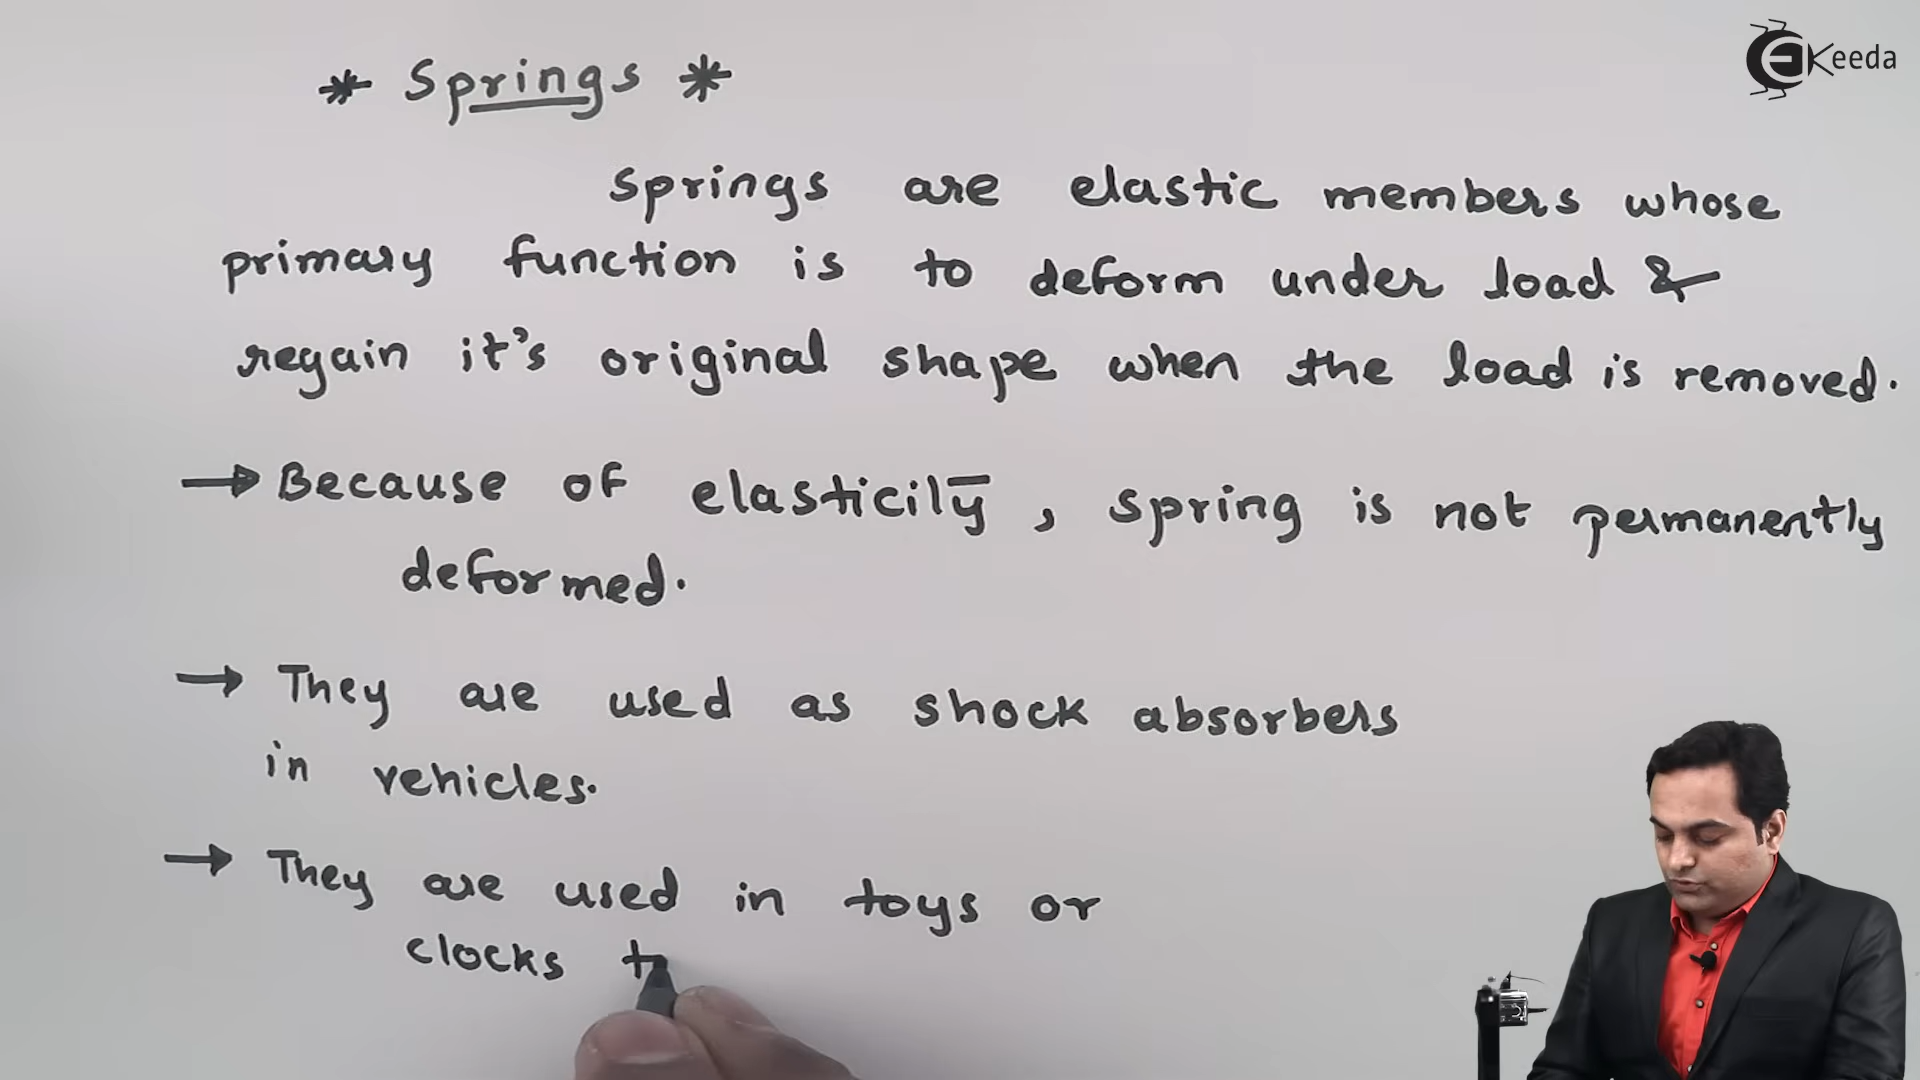 * Springs *
Keeda
Springs are elastic members whose
primary function is to deform under load &
regain it's original shape when the load is removed.
→ Because of elasticity, spring is not permanently
deformed.
→ They are used as shock absorbers
in vehicles.
→ They are used in toys or
clocks